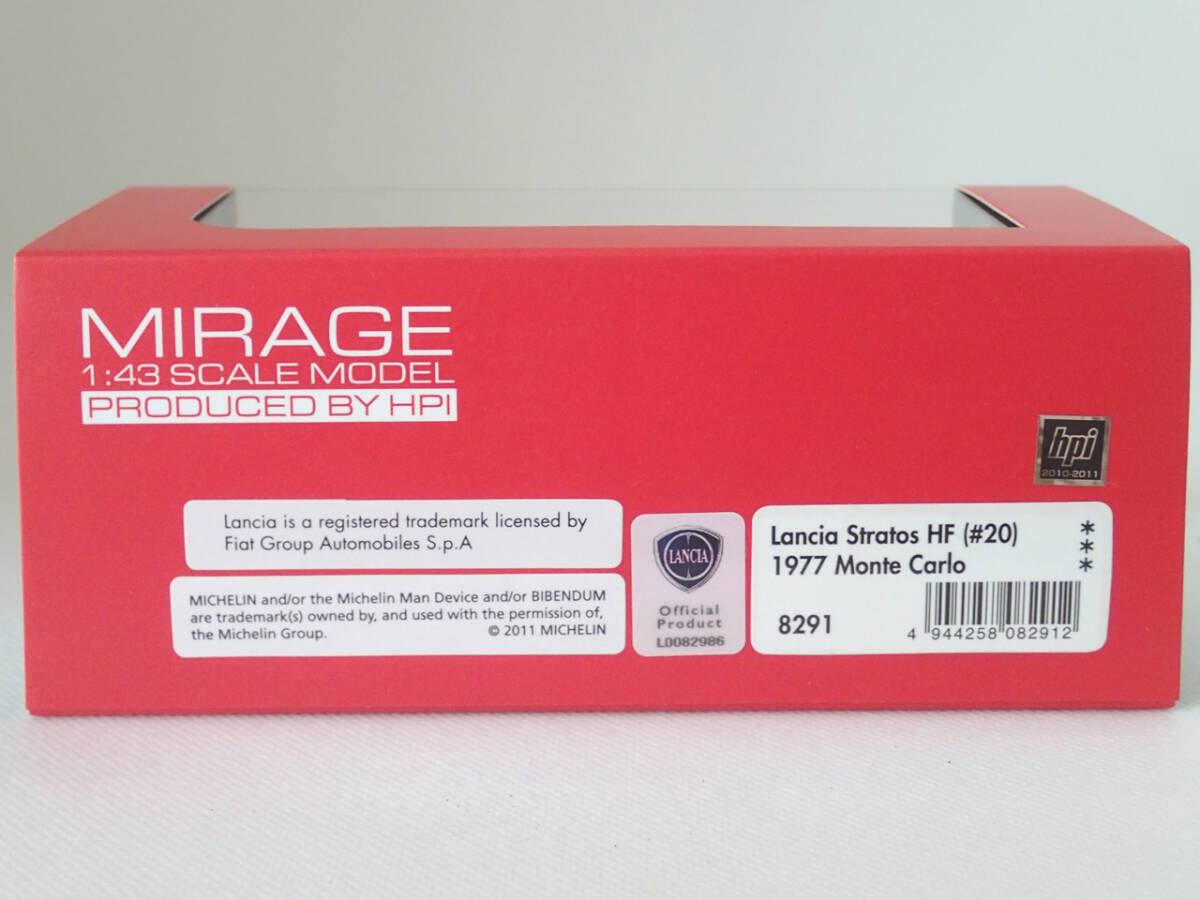 MIRAGE
1:43 SCALE MODEL
PRODUCED BY HPI
hpi
2010-2011
Lancia is a registered trademark licensed by
Fiat Group Automobiles S.p.A
MICHELIN and/or the Michelin Man Device and/or BIBENDUM
are trademark(s) owned by, and used with the permission of,
the Michelin Group. © 2011 MICHELIN
LANCIA
Official
Product
L0082986
Lancia Stratos HF (#20)
1977 Monte Carlo
***
8291
4 944258 082912